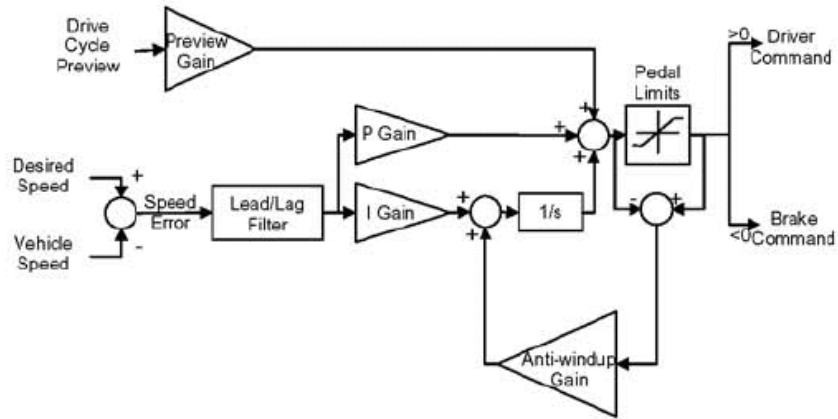 Drive
Cycle
Preview
Preview
Gain
>0
Driver
Command
Pedal
Limits
+
P Gain
+
+
Desired
Speed
+
Speed
Error
Lead/Lag
Filter
I Gain
+
+
1/s
-
+
Vehicle
Speed
-
<0
Brake
Command
Anti-windup
Gain